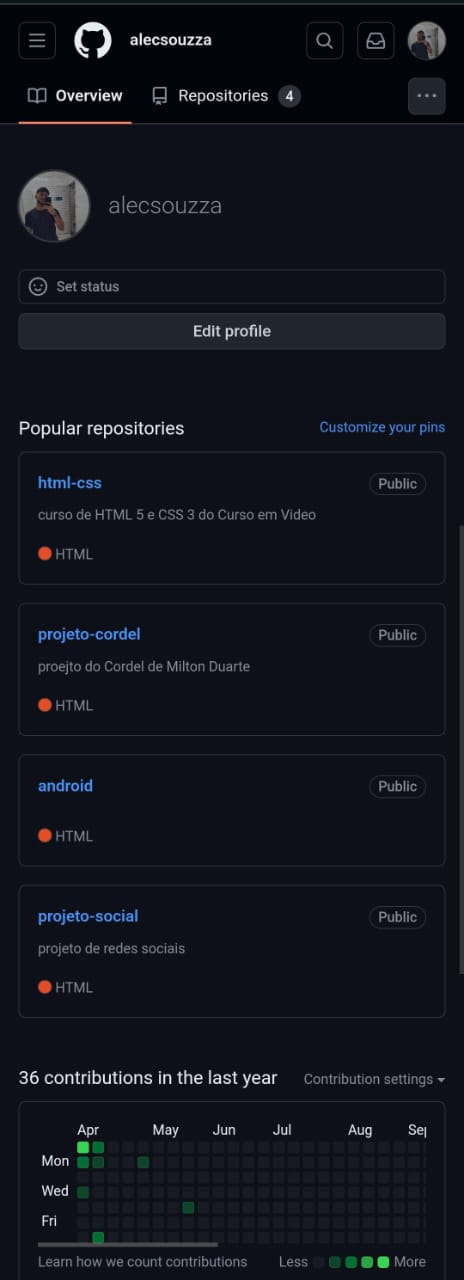 alecsouzza
Overview
Repositories 4
alecsouzza
Set status
Edit profile
Popular repositories
Customize your pins
html-css
Public
curso de HTML 5 e CSS 3 do Curso em Video
HTML
projeto-cordel
Public
proejto do Cordel de Milton Duarte
HTML
android
Public
HTML
projeto-social
Public
projeto de redes sociais
HTML
36 contributions in the last year
Contribution settings
Apr May Jun Jul Aug Sep
Mon
Wed
Fri
Learn how we count contributions
Less More